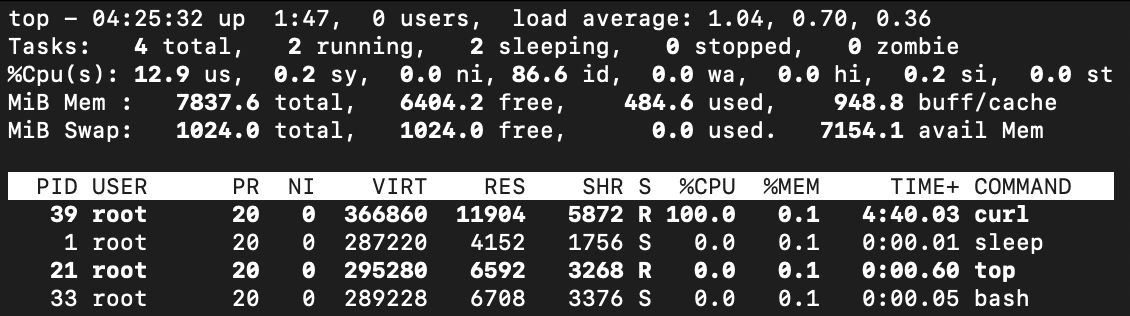 top - 04:25:32 up  1:47,  0 users,  load average: 1.04, 0.70, 0.36
Tasks:   4 total,   2 running,   2 sleeping,   0 stopped,   0 zombie
%Cpu(s): 12.9 us,  0.2 sy,  0.0 ni, 86.6 id,  0.0 wa,  0.0 hi,  0.2 si,  0.0 st
MiB Mem :   7837.6 total,   6404.2 free,    484.6 used,    948.8 buff/cache
MiB Swap:   1024.0 total,   1024.0 free,      0.0 used.   7154.1 avail Mem
PID USER      PR  NI    VIRT    RES    SHR S  %CPU  %MEM     TIME+ COMMAND
39 root      20   0  366860  11904   5872 R 100.0   0.1   4:40.03 curl
1 root      20   0  287220   4152   1756 S   0.0   0.1   0:00.01 sleep
21 root      20   0  295280   6592   3268 R   0.0   0.1   0:00.60 top
33 root      20   0  289228   6708   3376 S   0.0   0.1   0:00.05 bash